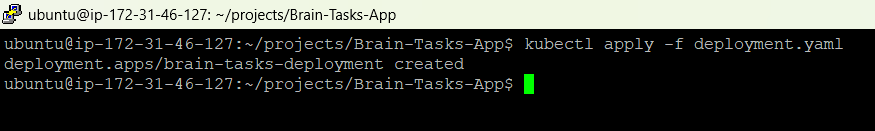 ubuntu@ip-172-31-46-127: ~/projects/Brain-Tasks-App
ubuntu@ip-172-31-46-127:~/projects/Brain-Tasks-App$ kubectl apply -f deployment.yaml
deployment.apps/brain-tasks-deployment created
ubuntu@ip-172-31-46-127:~/projects/Brain-Tasks-App$